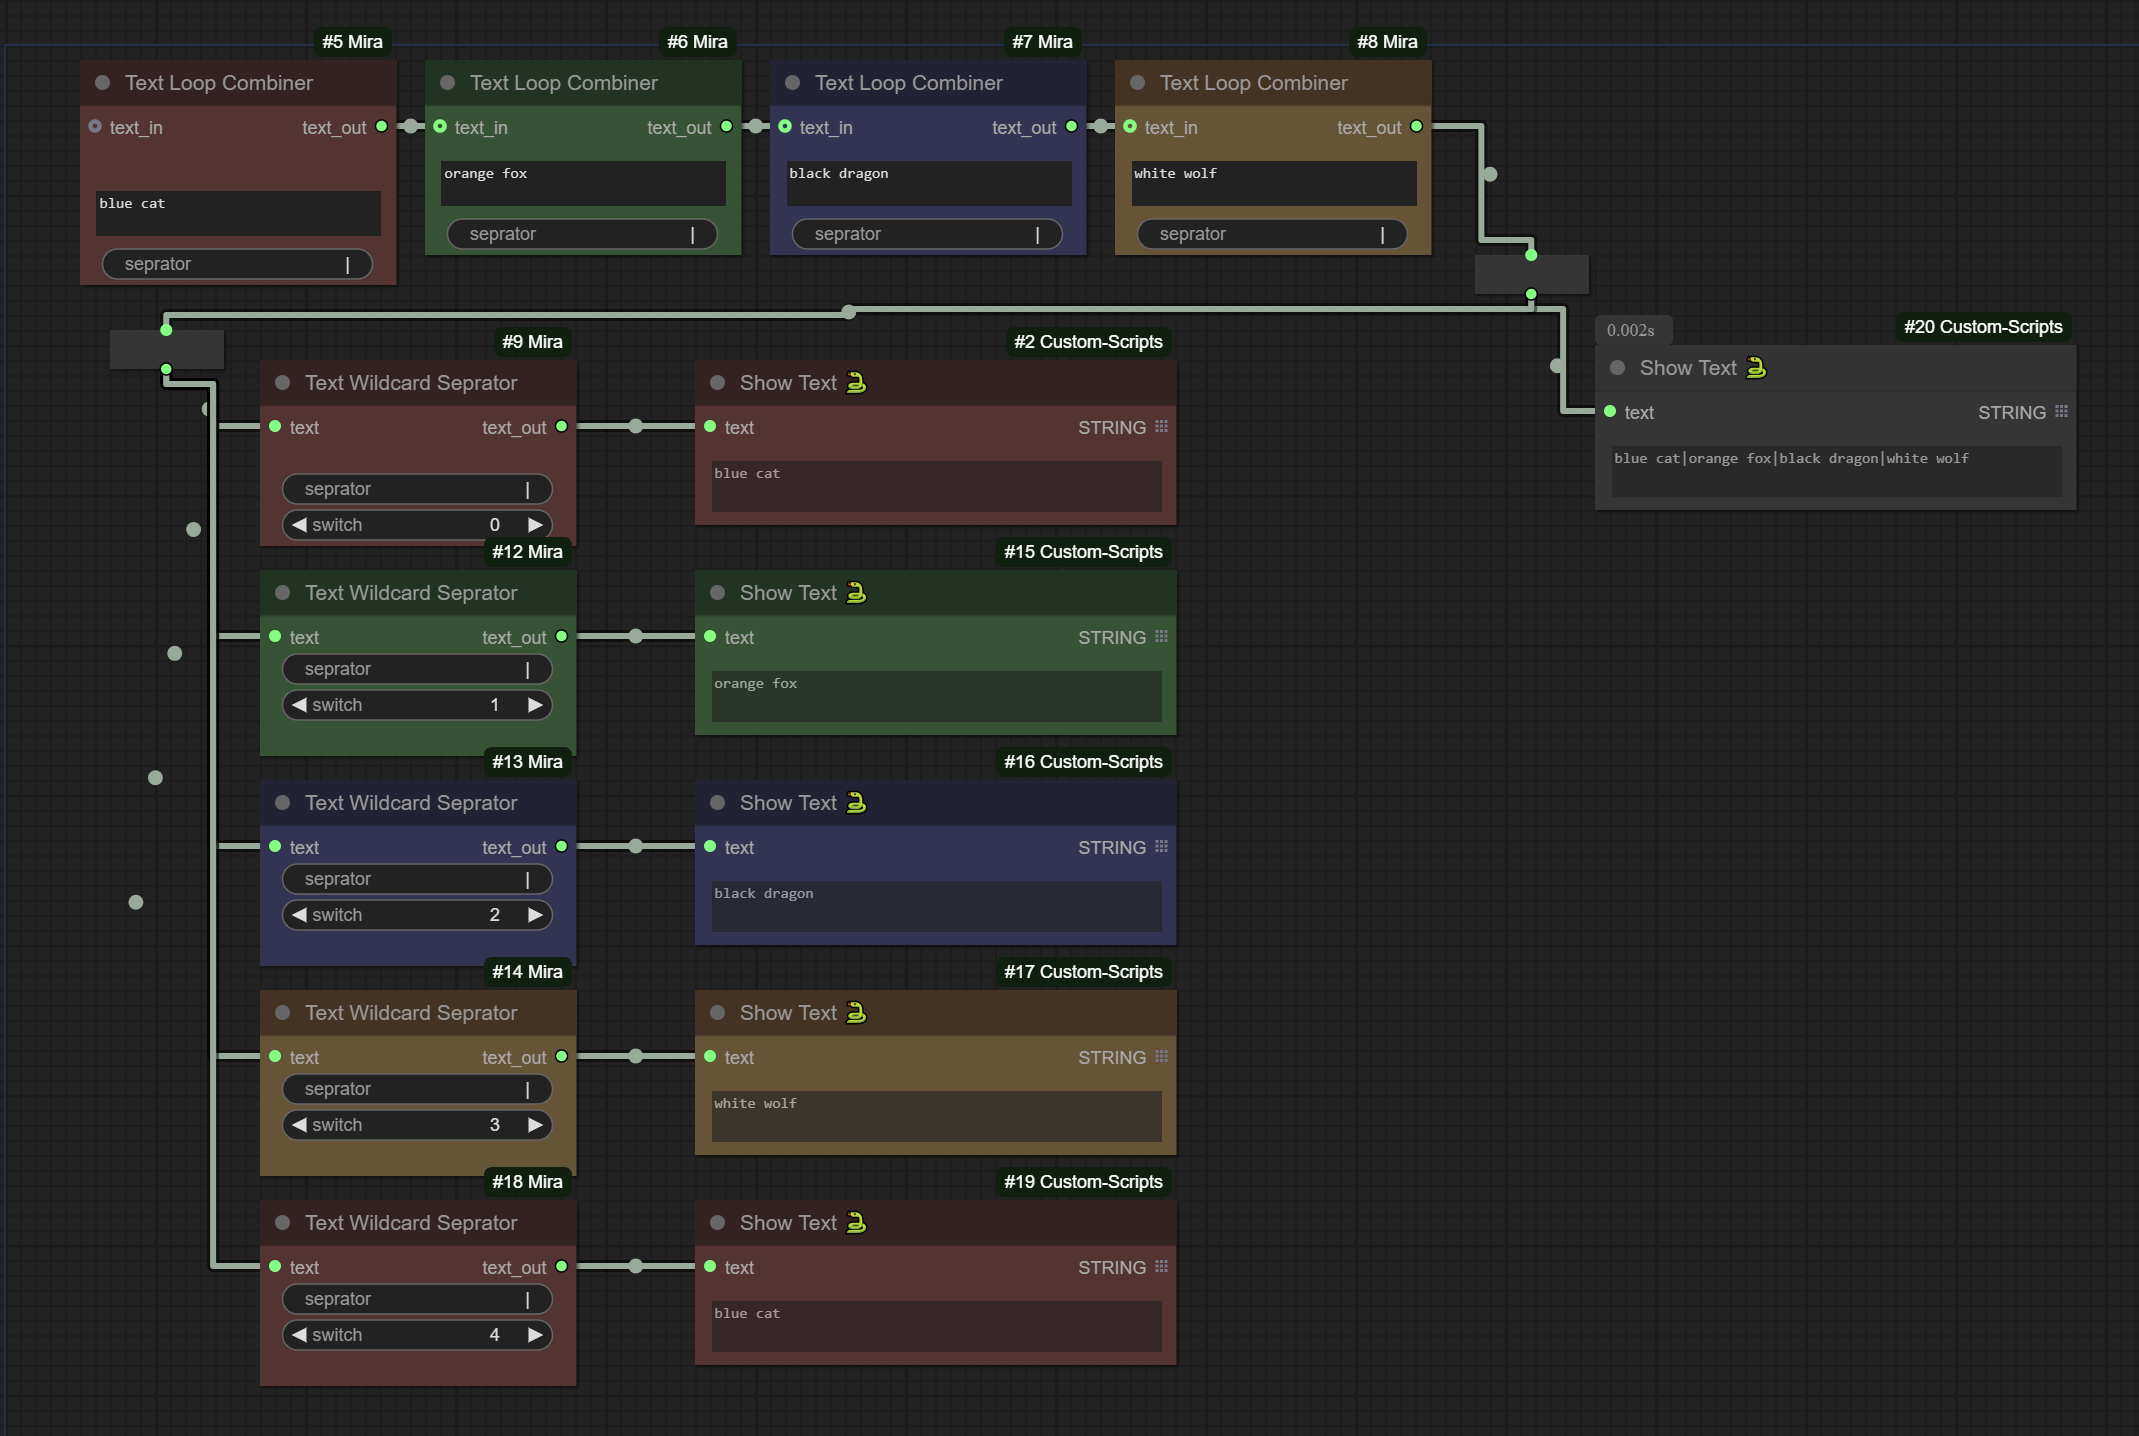 #5 Mira
Text Loop Combiner
text_in text_out
blue cat
seprator |
#6 Mira
Text Loop Combiner
text_in text_out
orange fox
seprator |
#7 Mira
Text Loop Combiner
text_in text_out
black dragon
seprator |
#8 Mira
Text Loop Combiner
text_in text_out
white wolf
seprator |
0.002s
#20 Custom-Scripts
Show Text
text STRING
blue cat|orange fox|black dragon|white wolf
#9 Mira
Text Wildcard Seprator
text text_out
seprator |
switch 0
#2 Custom-Scripts
Show Text
text STRING
blue cat
#12 Mira
Text Wildcard Seprator
text text_out
seprator |
switch 1
#15 Custom-Scripts
Show Text
text STRING
orange fox
#13 Mira
Text Wildcard Seprator
text text_out
seprator |
switch 2
#16 Custom-Scripts
Show Text
text STRING
black dragon
#14 Mira
Text Wildcard Seprator
text text_out
seprator |
switch 3
#17 Custom-Scripts
Show Text
text STRING
white wolf
#18 Mira
Text Wildcard Seprator
text text_out
seprator |
switch 4
#19 Custom-Scripts
Show Text
text STRING
blue cat